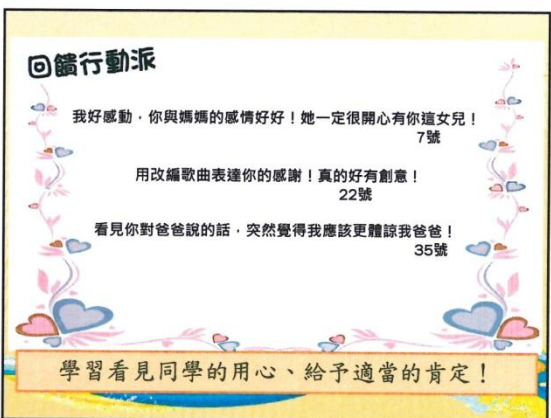 回饋行動派
我好感動，你與媽媽的感情好好！她一定很開心有你這女兒！
7號
用改編歌曲表達你的感謝！真的好有創意！
22號
看見你對爸爸說的話，突然覺得我應該更體諒我爸爸！
35號
學習看見同學的用心、給予適當的肯定！